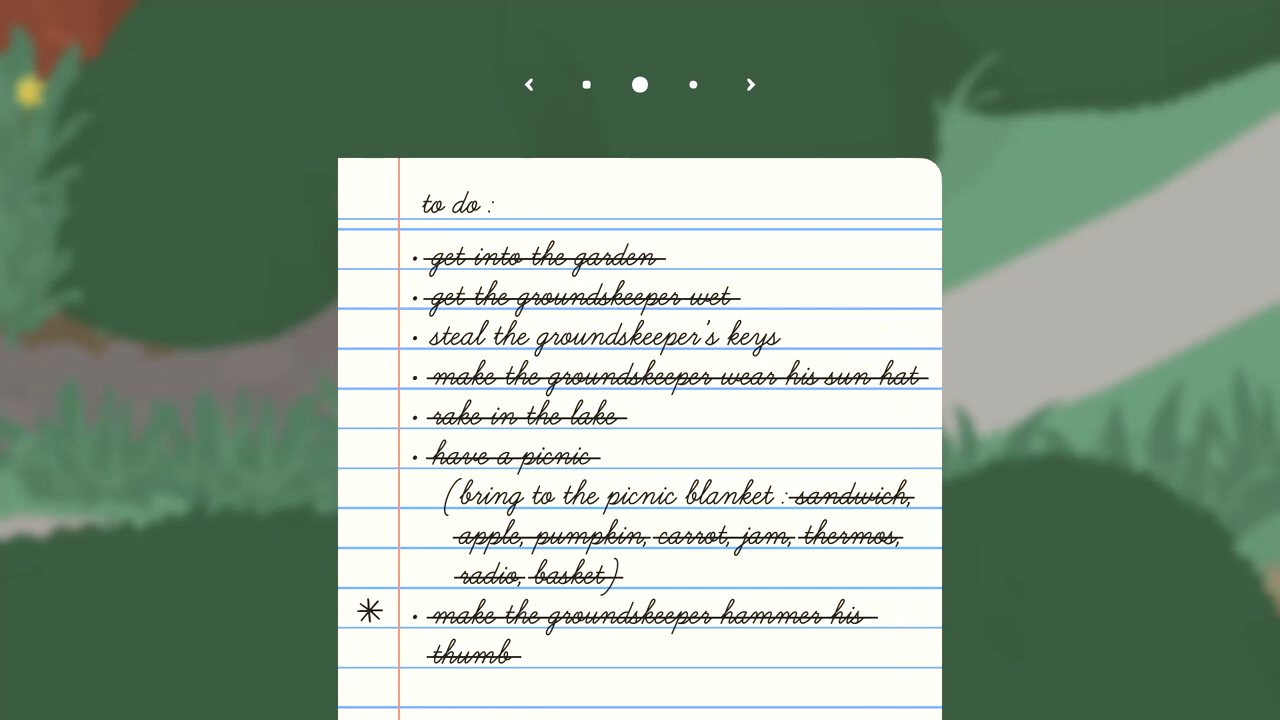 to do :
• get into the garden
• get the groundskeeper wet
• steal the groundskeeper's keys
• make the groundskeeper wear his sun hat
• rake in the lake
• have a picnic
(bring to the picnic blanket : sandwich,
apple, pumpkin, carrot, jam, thermos,
radio, basket)
• make the groundskeeper hammer his
thumb